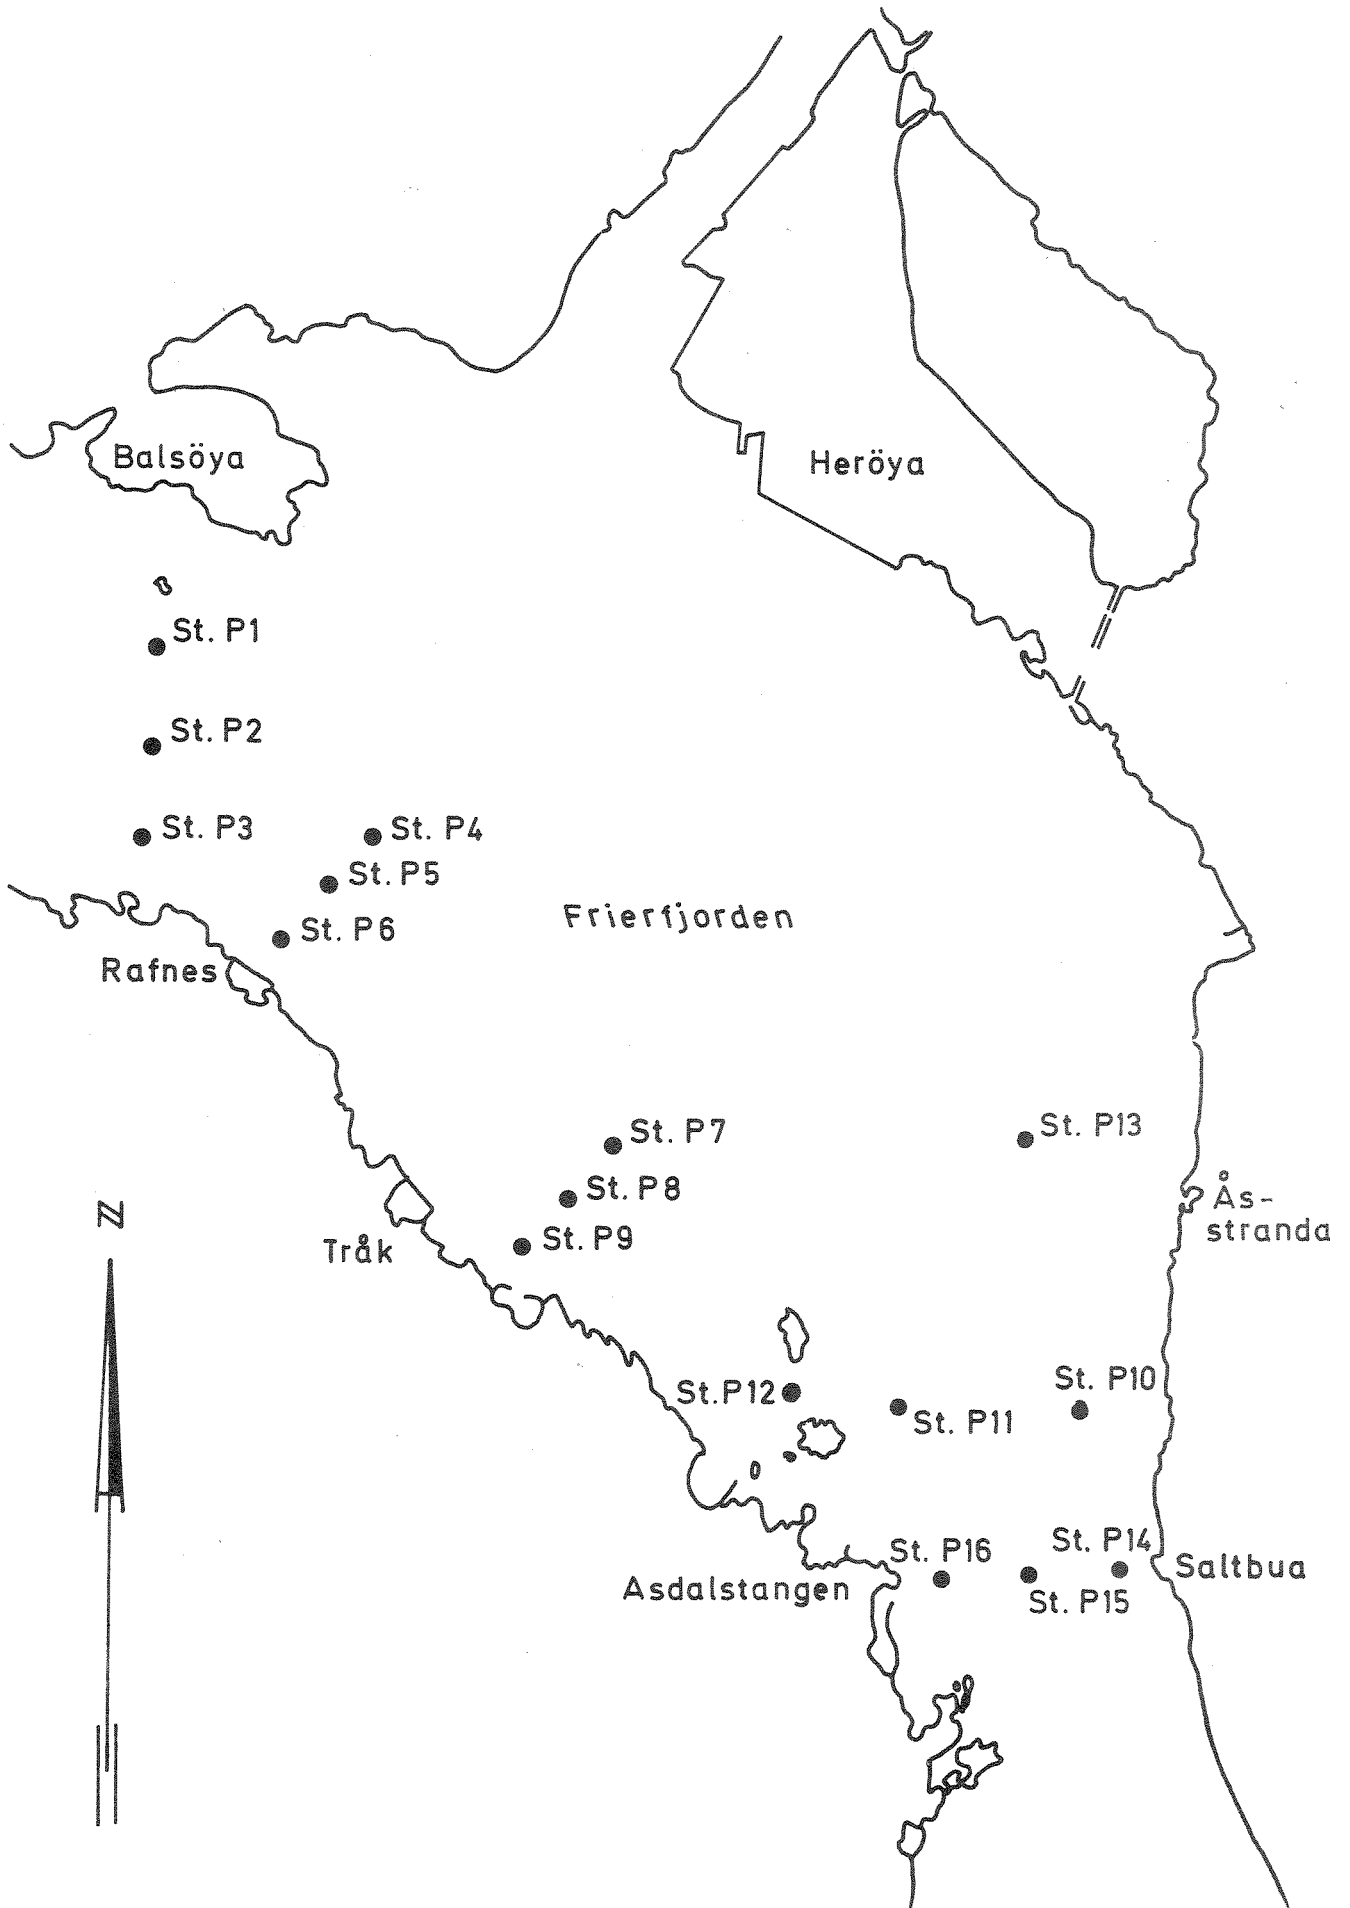 Balsöya
Heröya
St. P1
St. P2
St. P3
St. P4
St. P5
St. P6
Frierfjorden
Rafnes
St. P7
St. P13
St. P8
Ås-
stranda
N
St. P9
Tråk
St. P10
St. P12
St. P11
St. P14
St. P16
Saltbua
Asdalstangen
St. P15